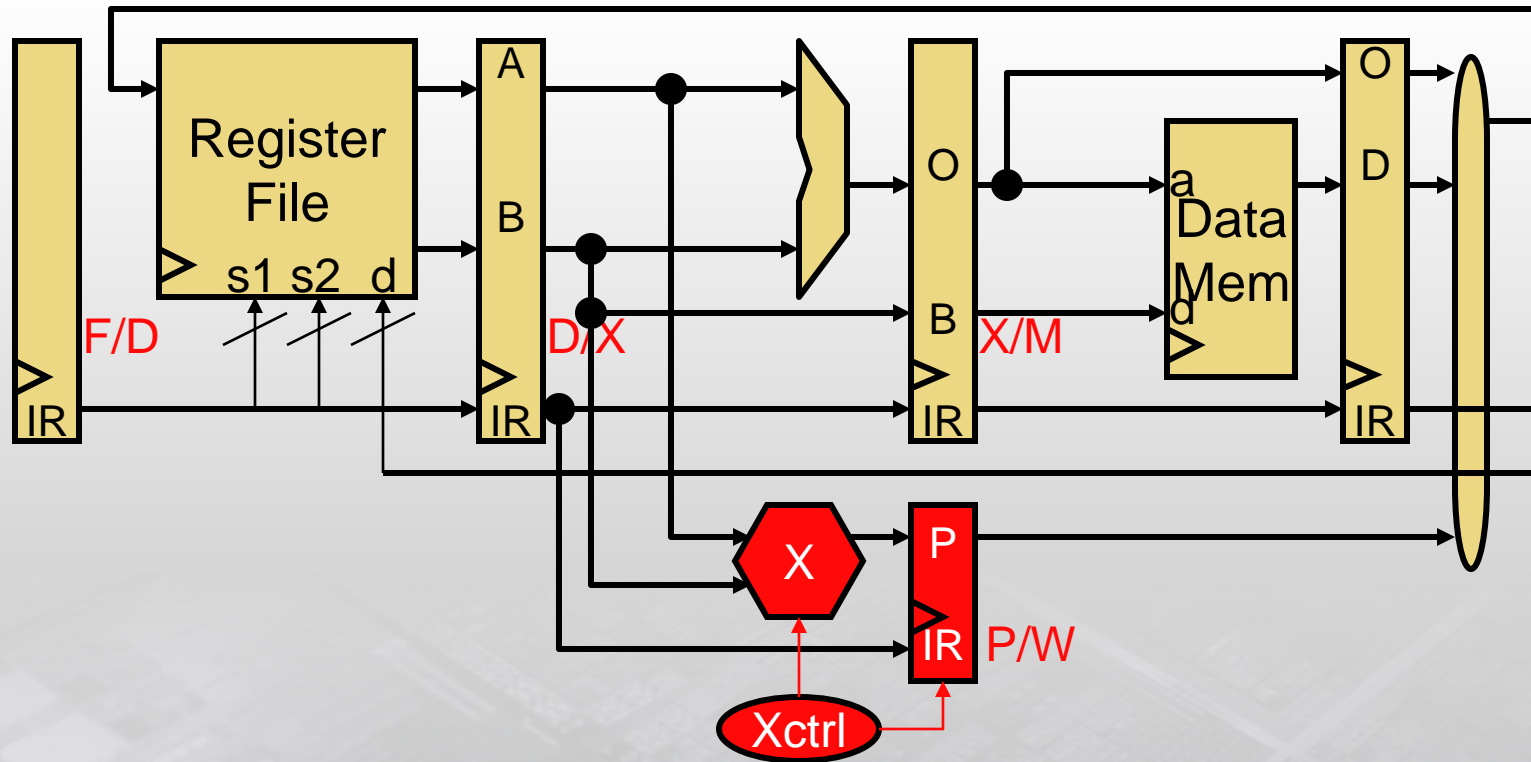 Register
File
s1 s2 d
F/D
IR
A
B
D/X
IR
O
B
X/M
IR
a
Data
Mem
d
O
D
IR
X
P
IR
P/W
Xctrl